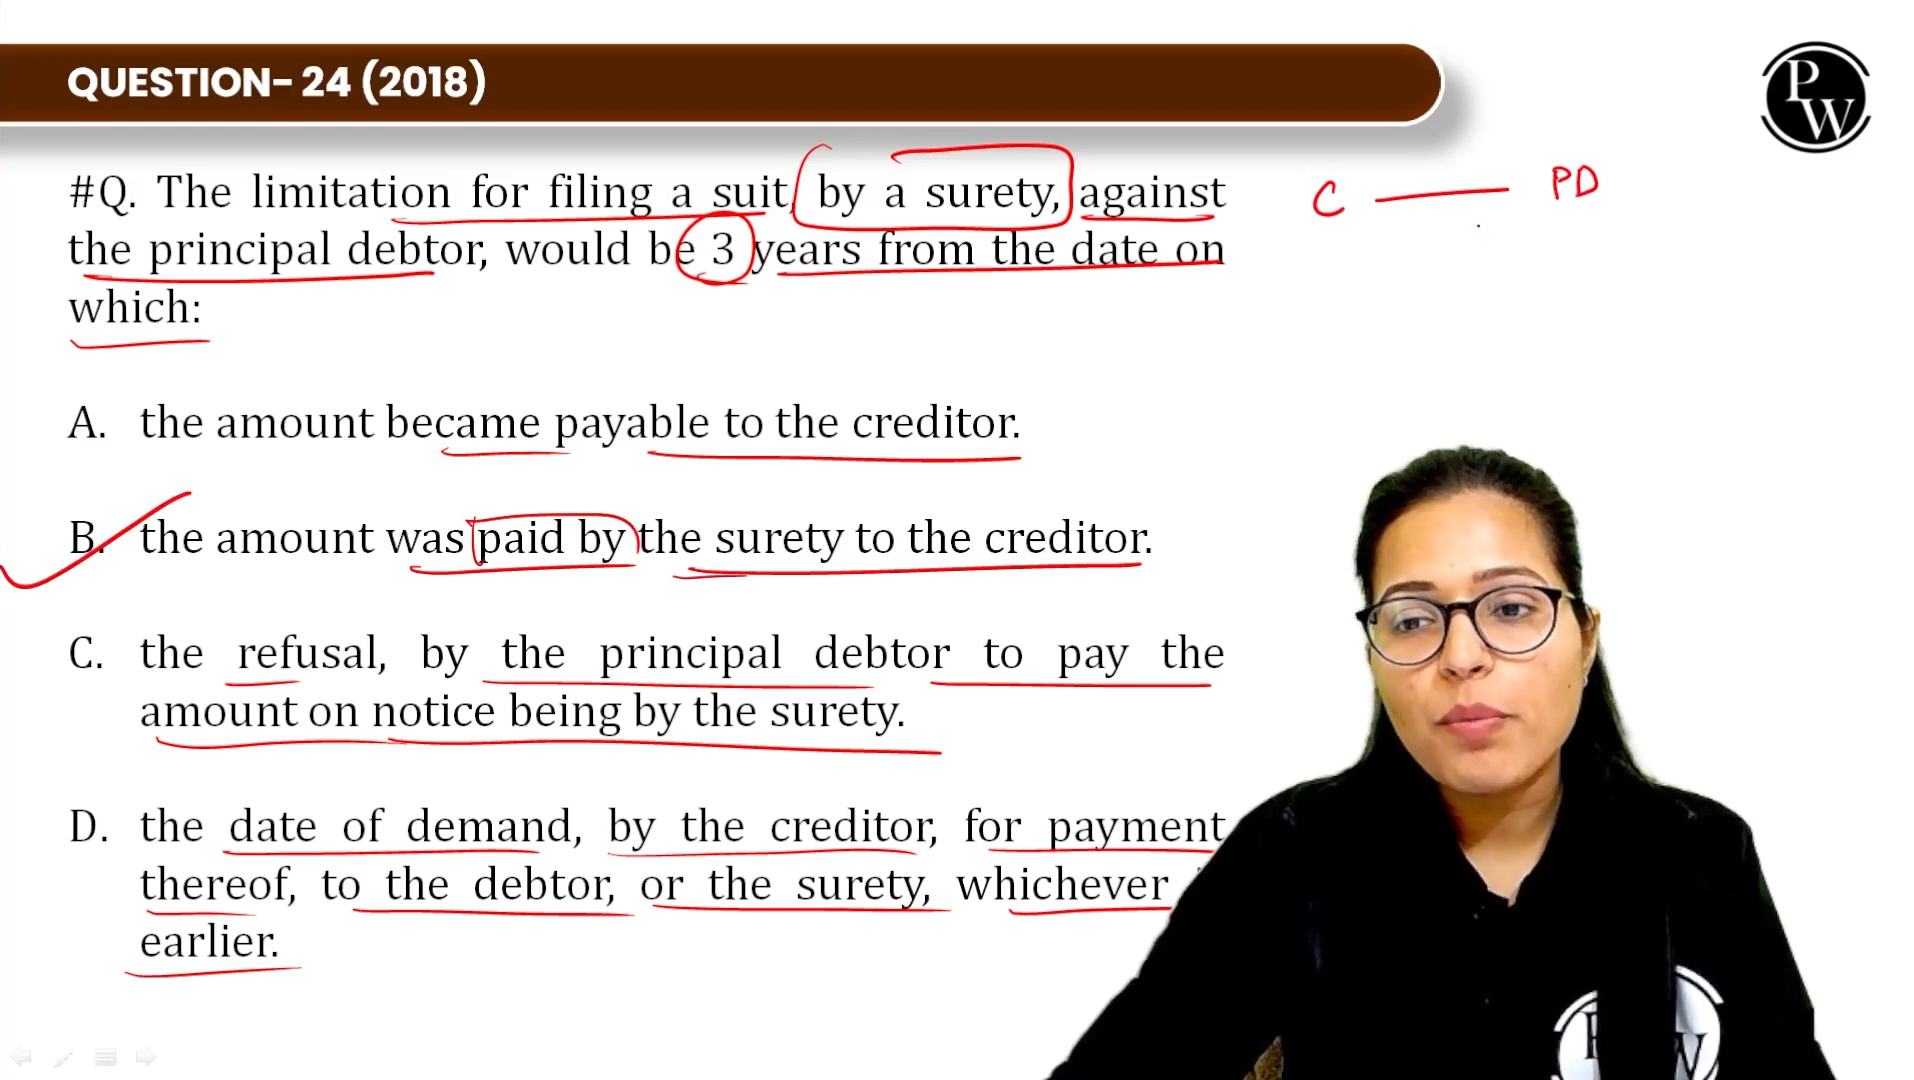 QUESTION- 24 (2018)
PW
#Q. The limitation for filing a suit, by a surety, against
C — PD
the principal debtor, would be 3 years from the date on
which:
A. the amount became payable to the creditor.
B. the amount was paid by the surety to the creditor.
C. the refusal, by the principal debtor to pay the
amount on notice being by the surety.
D. the date of demand, by the creditor, for payment
thereof, to the debtor, or the surety, whichever
earlier.